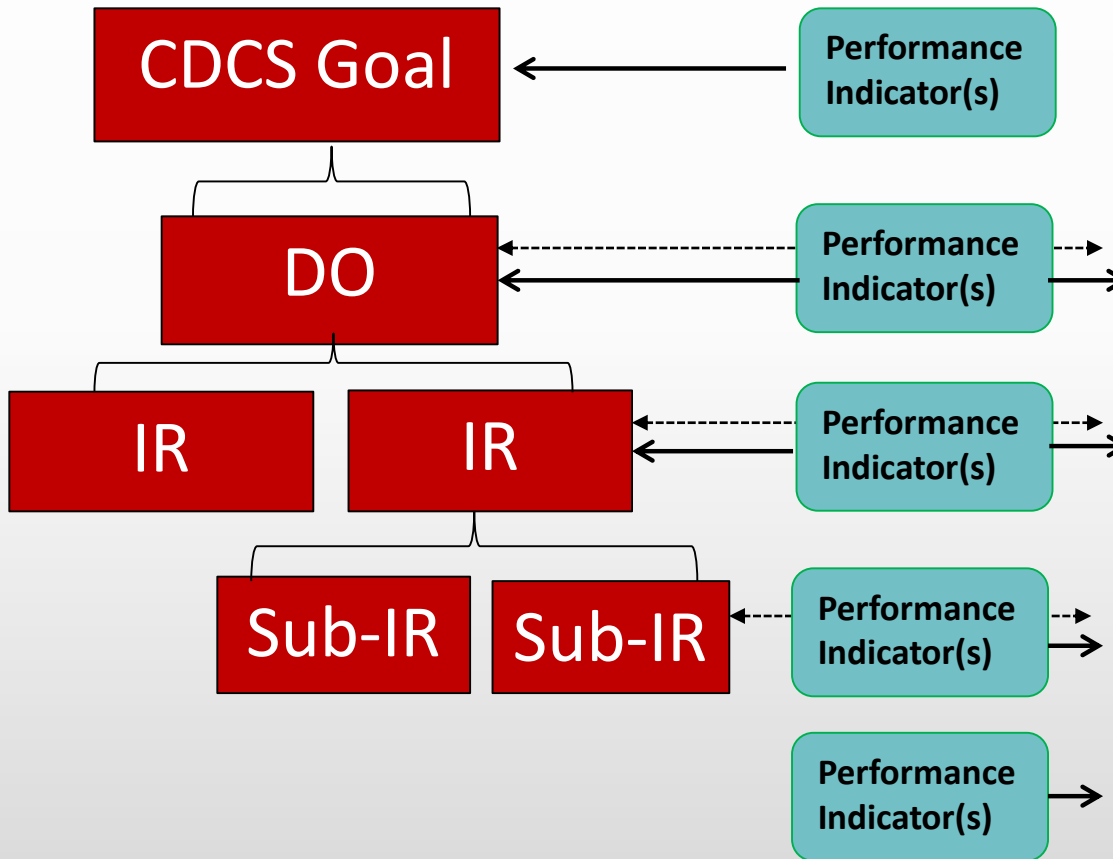 CDCS Goal
Performance
Indicator(s)
DO
Performance
Indicator(s)
IR
IR
Performance
Indicator(s)
Sub-IR
Sub-IR
Performance
Indicator(s)
Performance
Indicator(s)